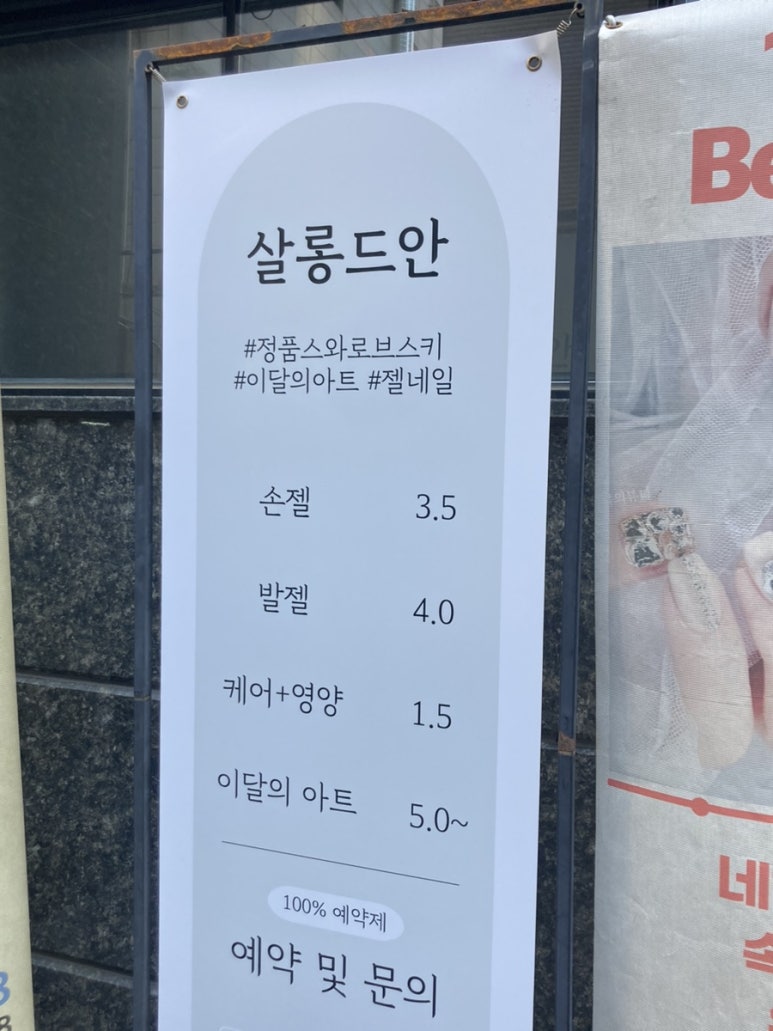 살롱드안
#정품스와로브스키
#이달의아트 #젤네일
손젤 3.5
발젤 4.0
케어+영양 1.5
이달의 아트 5.0~
100% 예약제
예약 및 문의
Be
네
속